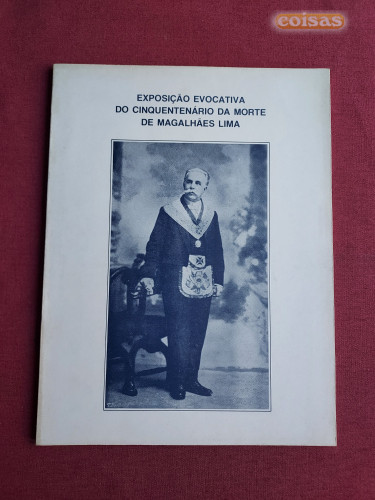 coisas
EXPOSIÇÃO EVOCATIVA
DO CINQUENTENÁRIO DA MORTE
DE MAGALHÃES LIMA